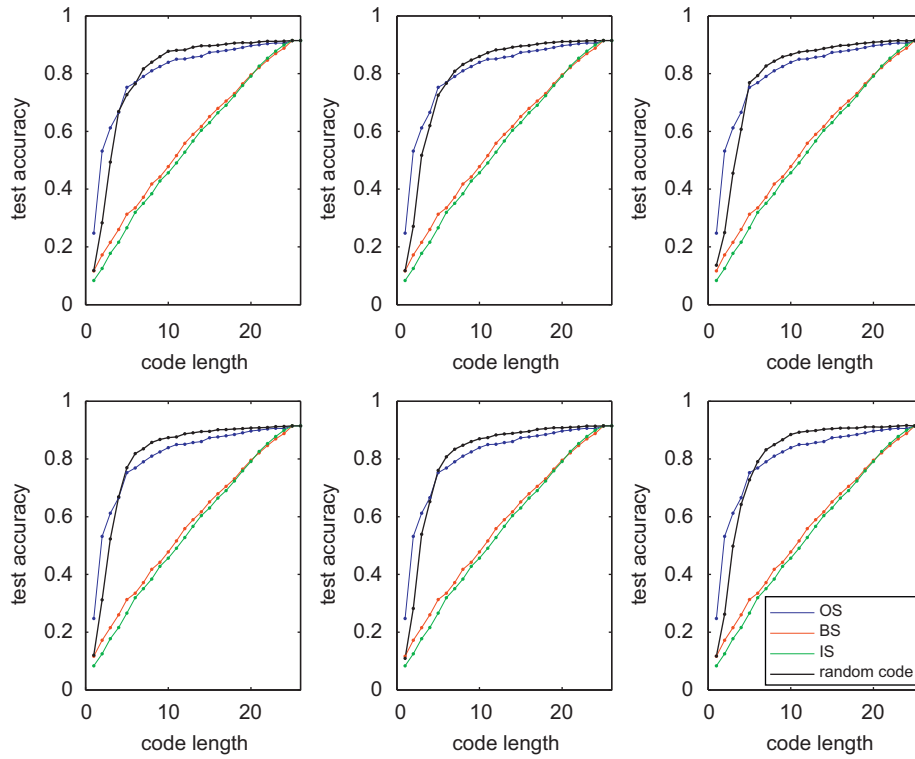 1 1 1
0.8 0.8 0.8
0.6 0.6 0.6
0.4 0.4 0.4
0.2 0.2 0.2
0 0 0
test accuracy test accuracy test accuracy
0 10 20 0 10 20 0 10 20
code length code length code length
1 1 1
0.8 0.8 0.8
0.6 0.6 0.6
0.4 0.4 0.4
0.2 0.2 0.2
0 0 0
test accuracy test accuracy test accuracy
OS
BS
IS
random code
0 10 20 0 10 20 0 10 20
code length code length code length